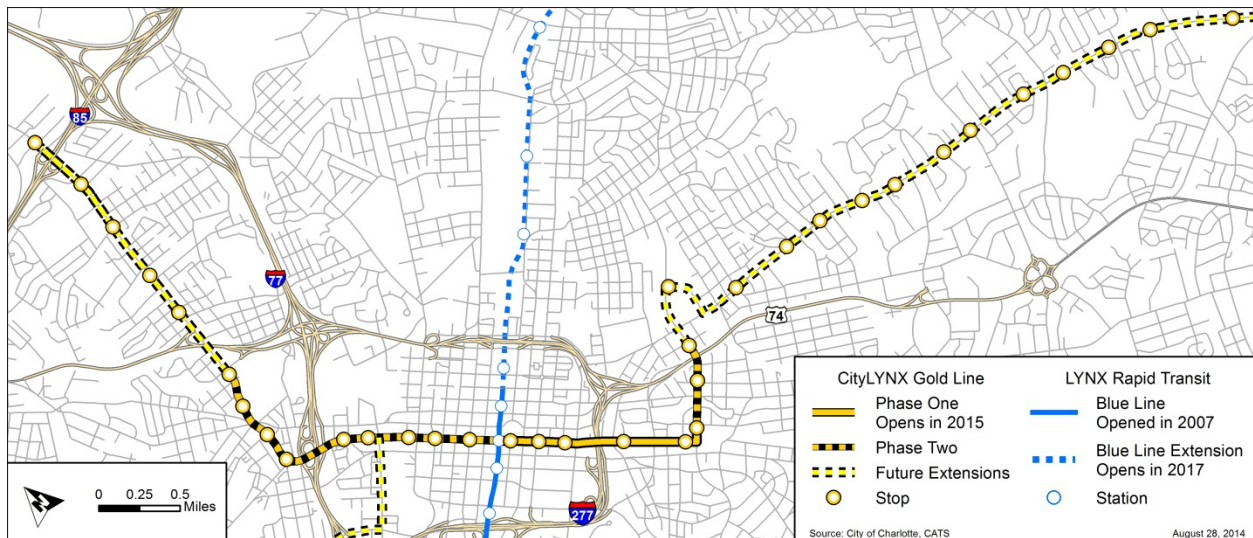 85
77
74
277
N
0 0.25 0.5
Miles
CityLYNX Gold Line
Phase One
Opens in 2015
Phase Two
Future Extensions
Stop
LYNX Rapid Transit
Blue Line
Opened in 2007
Blue Line Extension
Opens in 2017
Station
Source: City of Charlotte, CATS
August 28, 2014